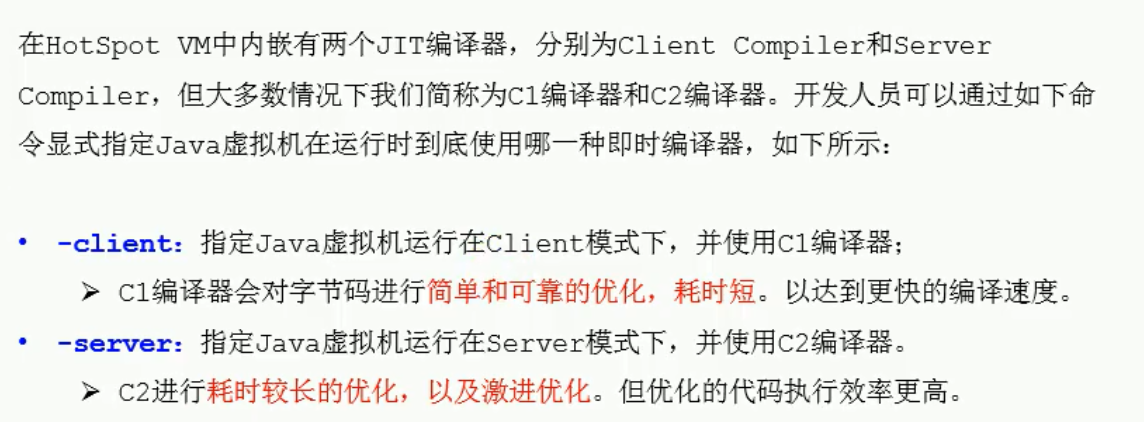 在HotSpot VM中内嵌有两个JIT编译器，分别为Client Compiler和Server
Compiler，但大多数情况下我们简称为C1编译器和C2编译器。开发人员可以通过如下命
令显式指定Java虚拟机在运行时到底使用哪一种即时编译器，如下所示：
• -client：指定Java虚拟机运行在Client模式下，并使用C1编译器；
➢ C1编译器会对字节码进行简单和可靠的优化，耗时短。以达到更快的编译速度。
• -server：指定Java虚拟机运行在Server模式下，并使用C2编译器。
➢ C2进行耗时较长的优化，以及激进优化。但优化的代码执行效率更高。